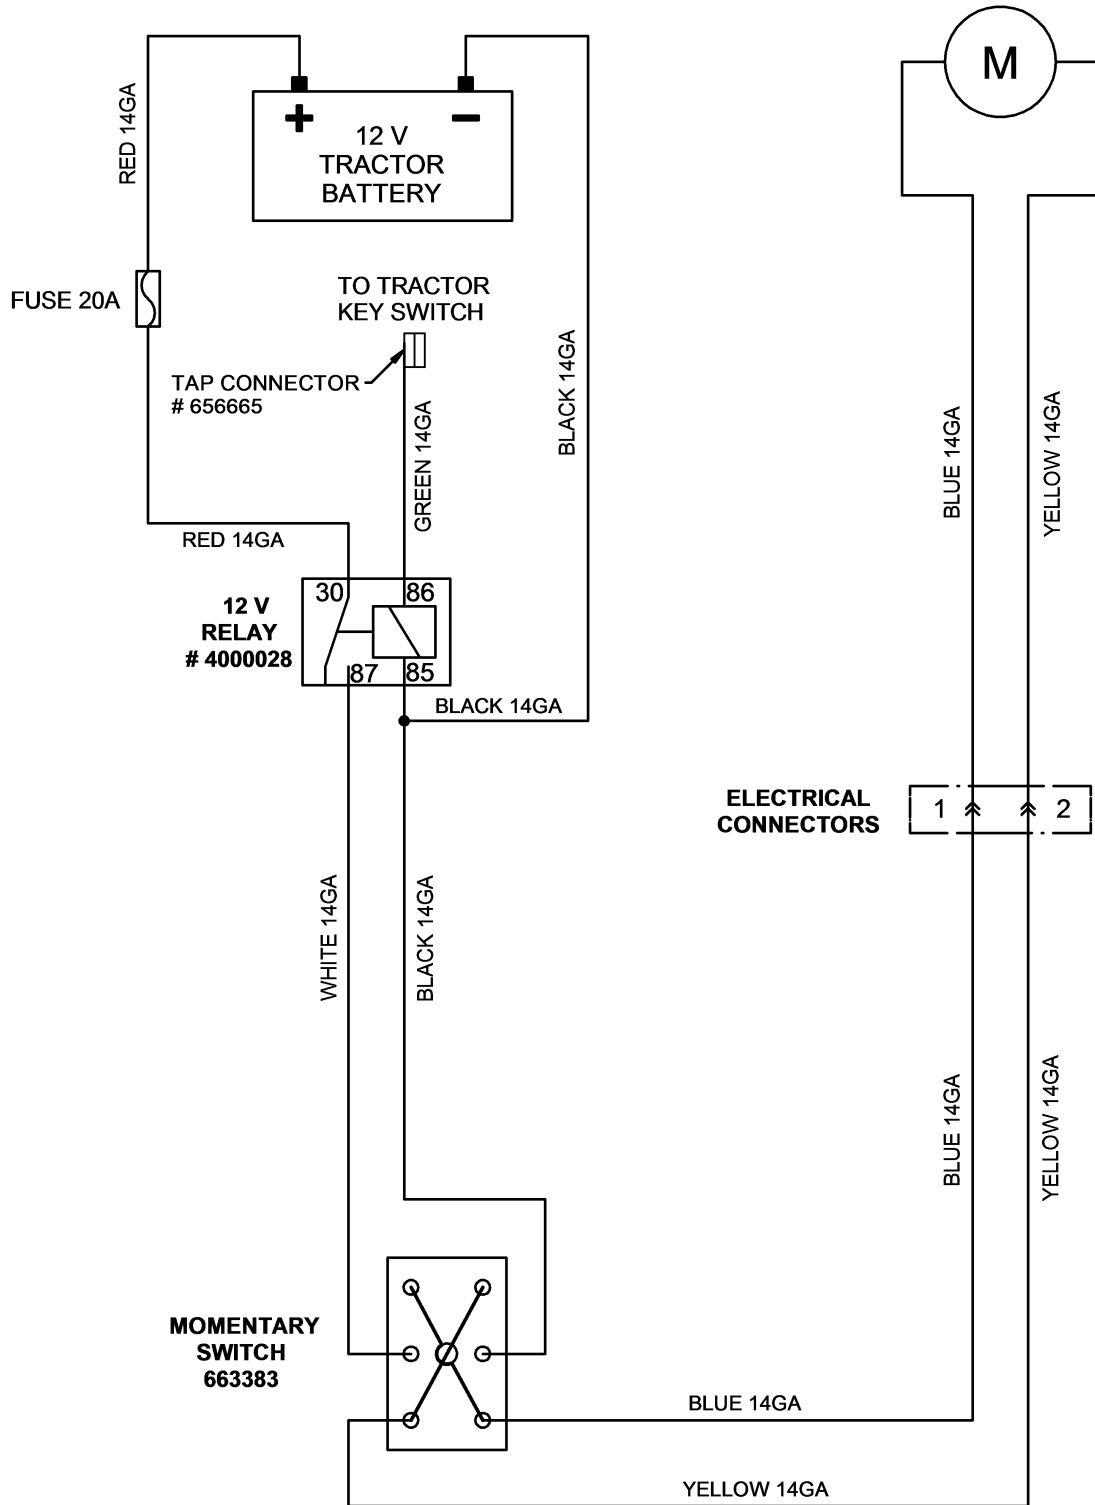 M
+
−
12 V
TRACTOR
BATTERY
RED 14GA
FUSE 20A
TO TRACTOR
KEY SWITCH
TAP CONNECTOR
# 656665
GREEN 14GA
BLACK 14GA
BLUE 14GA
YELLOW 14GA
RED 14GA
30
86
12 V
RELAY
# 4000028
87
85
BLACK 14GA
ELECTRICAL
CONNECTORS
1
2
WHITE 14GA
BLACK 14GA
BLUE 14GA
YELLOW 14GA
MOMENTARY
SWITCH
663383
BLUE 14GA
YELLOW 14GA